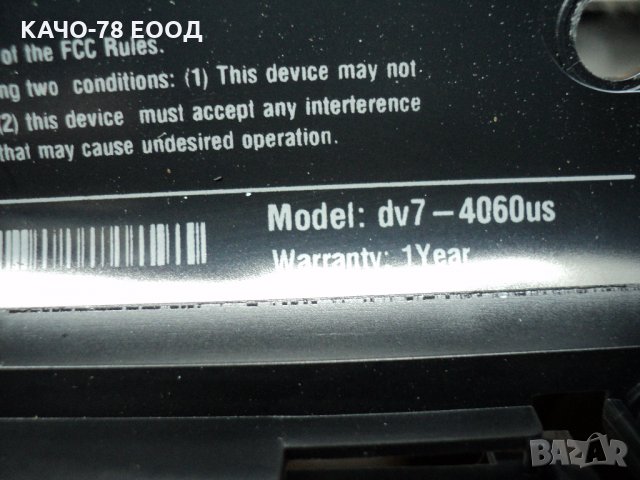 КАЧО-78 ЕООД
of the FCC Rules.
ng two conditions: (1) This device may not
(2) this device must accept any interference
that may cause undesired operation.
Model: dv7-4060us
Warranty: 1Year
BAZAR